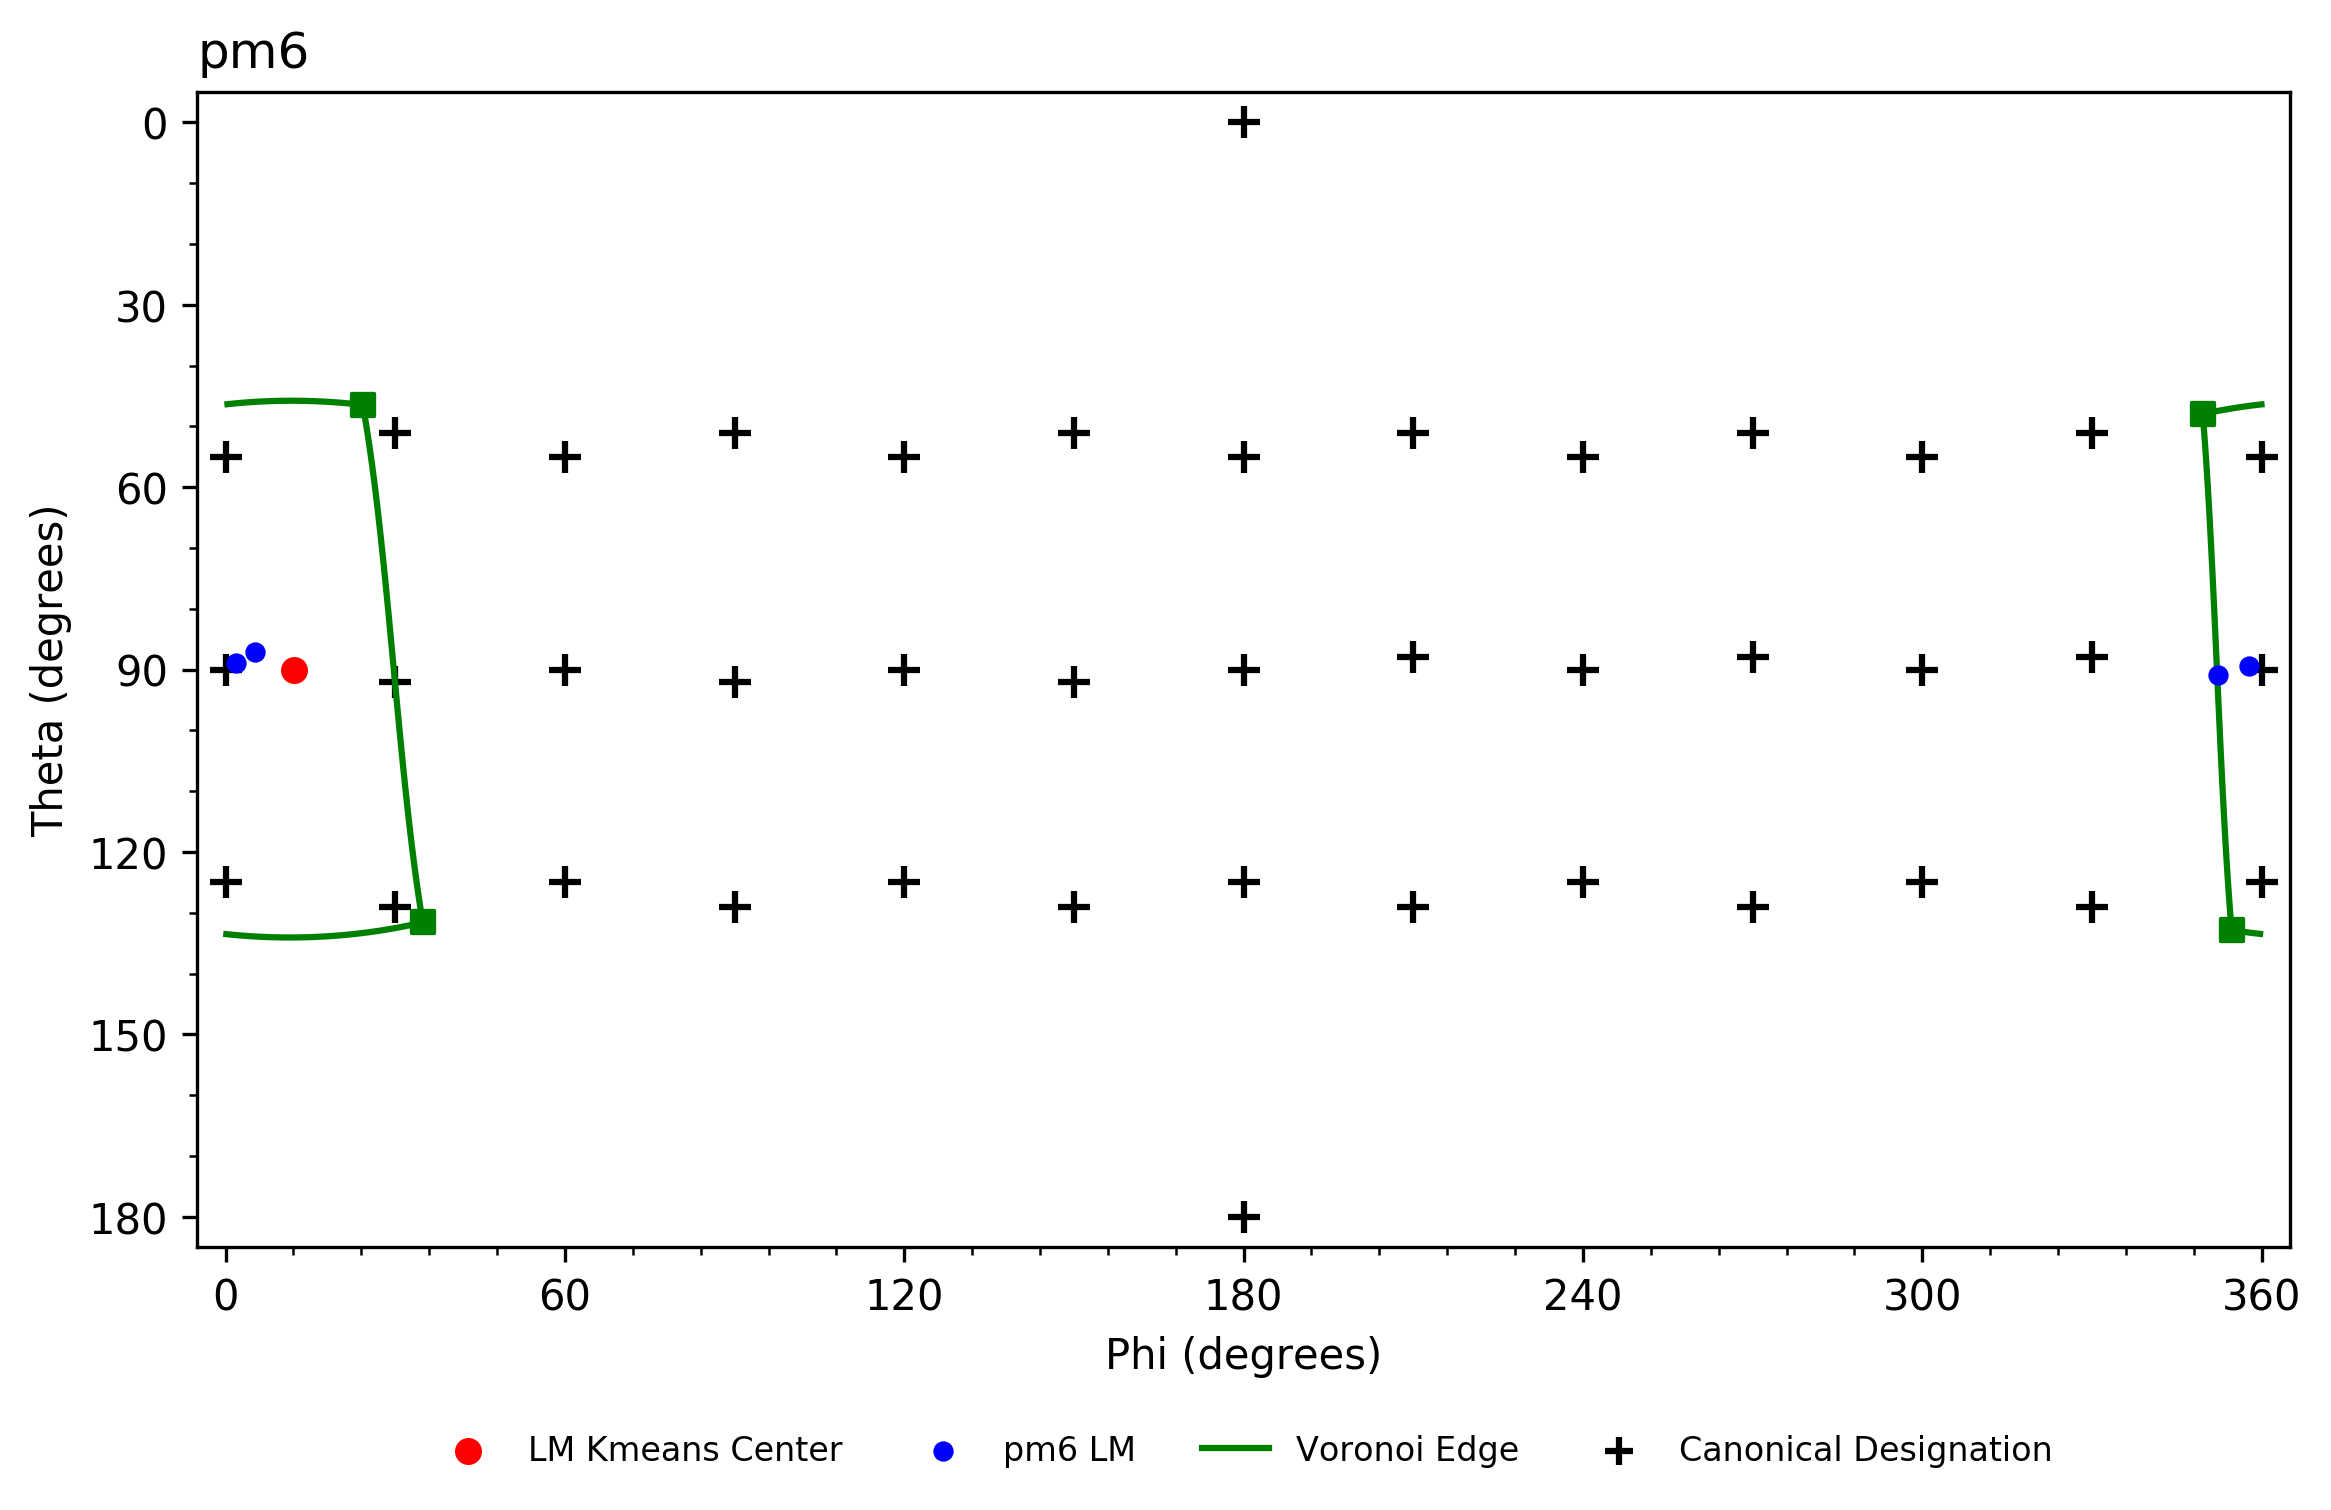 pm6
0
30
60
90
120
150
180
Theta (degrees)
0 60 120 180 240 300 360
Phi (degrees)
LM Kmeans Center pm6 LM Voronoi Edge Canonical Designation